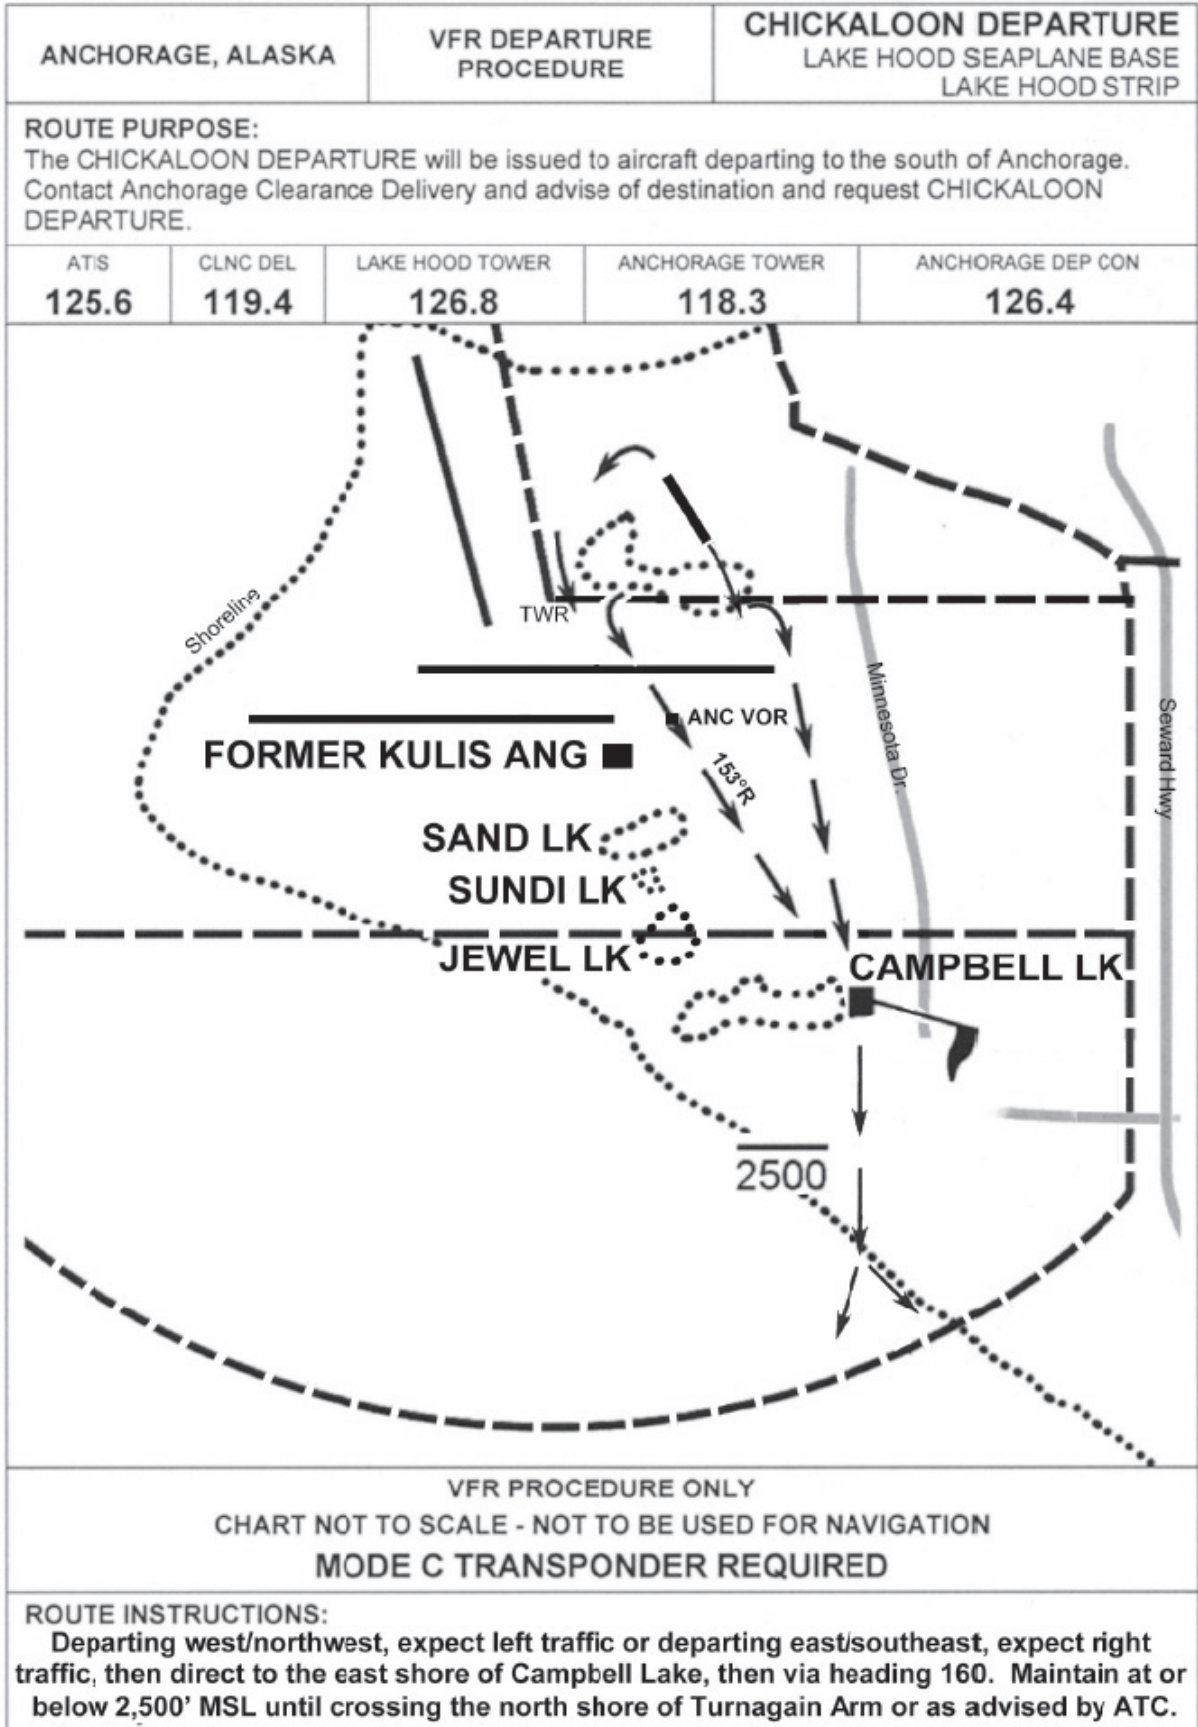 ANCHORAGE, ALASKA
VFR DEPARTURE
PROCEDURE
CHICKALOON DEPARTURE
LAKE HOOD SEAPLANE BASE
LAKE HOOD STRIP
ROUTE PURPOSE:
The CHICKALOON DEPARTURE will be issued to aircraft departing to the south of Anchorage.
Contact Anchorage Clearance Delivery and advise of destination and request CHICKALOON
DEPARTURE.
ATIS
125.6
CLNC DEL
119.4
LAKE HOOD TOWER
126.8
ANCHORAGE TOWER
118.3
ANCHORAGE DEP CON
126.4
Shoreline
TWR
Minnesota Dr.
Seward Hwy
ANC VOR
FORMER KULIS ANG
153°R
SAND LK
SUNDI LK
JEWEL LK
CAMPBELL LK
2500
VFR PROCEDURE ONLY
CHART NOT TO SCALE - NOT TO BE USED FOR NAVIGATION
MODE C TRANSPONDER REQUIRED
ROUTE INSTRUCTIONS:
Departing west/northwest, expect left traffic or departing east/southeast, expect right
traffic, then direct to the east shore of Campbell Lake, then via heading 160. Maintain at or
below 2,500' MSL until crossing the north shore of Turnagain Arm or as advised by ATC.